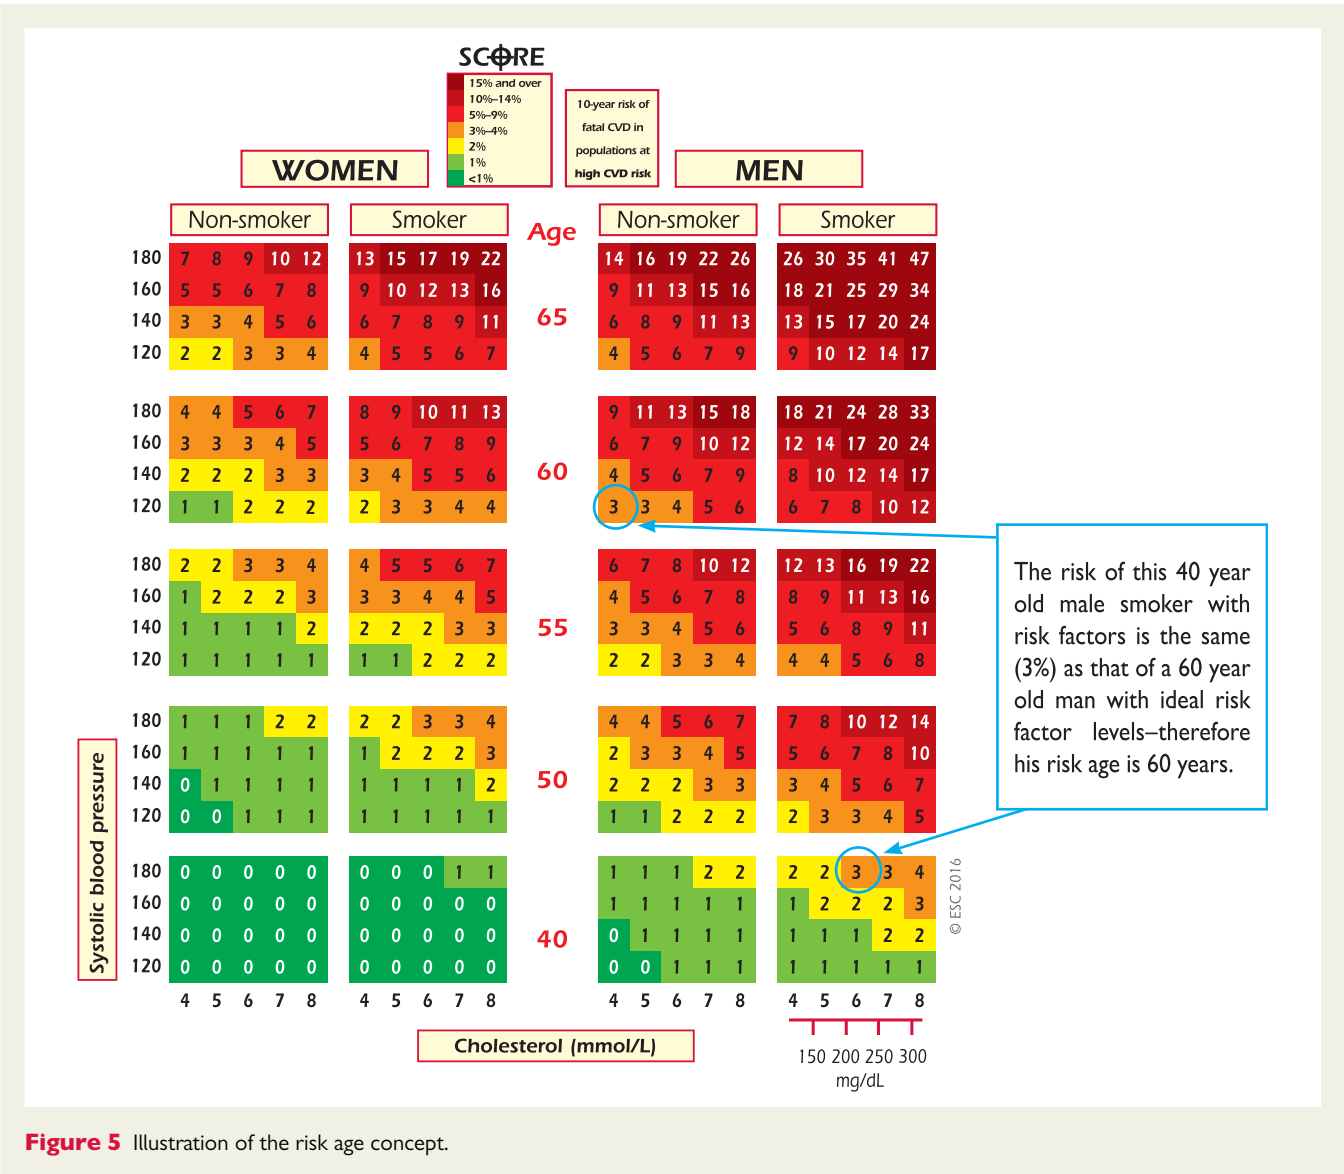 SCORE
15% and over
10%–14%
5%–9%
3%–4%
2%
1%
<1%
10-year risk of
fatal CVD in
populations at
high CVD risk
WOMEN
MEN
Non-smoker Smoker Age Non-smoker Smoker
180 7 8 9 10 12 13 15 17 19 22 14 16 19 22 26 26 30 35 41 47
160 5 5 6 7 8 9 10 12 13 16 9 11 13 15 16 18 21 25 29 34
65
140 3 3 4 5 6 6 7 8 9 11 6 8 9 11 13 13 15 17 20 24
120 2 2 3 3 4 4 5 5 6 7 4 5 6 7 9 9 10 12 14 17
180 4 4 5 6 7 8 9 10 11 13 9 11 13 15 18 18 21 24 28 33
160 3 3 3 4 5 5 6 7 8 9 6 7 9 10 12 12 14 17 20 24
60
140 2 2 2 3 3 3 4 5 5 6 4 5 6 7 9 8 10 12 14 17
120 1 1 2 2 2 2 3 3 4 4 3 3 4 5 6 6 7 8 10 12
180 2 2 3 3 4 4 5 5 6 7 6 7 8 10 12 12 13 16 19 22
160 1 2 2 2 3 3 3 4 4 5 4 5 6 7 8 8 9 11 13 16
55
140 1 1 1 1 2 2 2 2 3 3 3 3 4 5 6 5 6 8 9 11
120 1 1 1 1 1 1 1 2 2 2 2 2 3 3 4 4 4 5 6 8
180 1 1 1 2 2 2 2 3 3 4 4 4 5 6 7 7 8 10 12 14
160 1 1 1 1 1 1 2 2 2 3 2 3 3 4 5 5 6 7 8 10
50
140 0 1 1 1 1 1 1 1 1 2 2 2 2 3 3 3 4 5 6 7
120 0 0 1 1 1 1 1 1 1 1 1 1 2 2 2 2 3 3 4 5
180 0 0 0 0 0 0 0 0 1 1 1 1 1 2 2 2 2 3 3 4
160 0 0 0 0 0 0 0 0 0 0 1 1 1 1 1 1 2 2 2 3
40
140 0 0 0 0 0 0 0 0 0 0 0 1 1 1 1 1 1 1 2 2
120 0 0 0 0 0 0 0 0 0 0 0 0 1 1 1 1 1 1 1 1
4 5 6 7 8 4 5 6 7 8 4 5 6 7 8 4 5 6 7 8
Systolic blood pressure
Cholesterol (mmol/L)
150 200 250 300
mg/dL
© ESC 2016
The risk of this 40 year
old male smoker with
risk factors is the same
(3%) as that of a 60 year
old man with ideal risk
factor levels–therefore
his risk age is 60 years.
Figure 5 Illustration of the risk age concept.